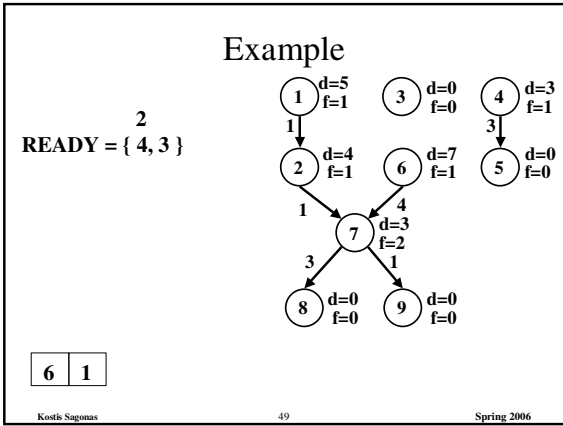 Example
1 d=5
f=1
3 d=0
f=0
4 d=3
f=1
2
READY = { 4, 3 }
1
3
2 d=4
f=1
6 d=7
f=1
5 d=0
f=0
1
4
7 d=3
f=2
3
1
8 d=0
f=0
9 d=0
f=0
6 1
Kostis Sagonas 49 Spring 2006